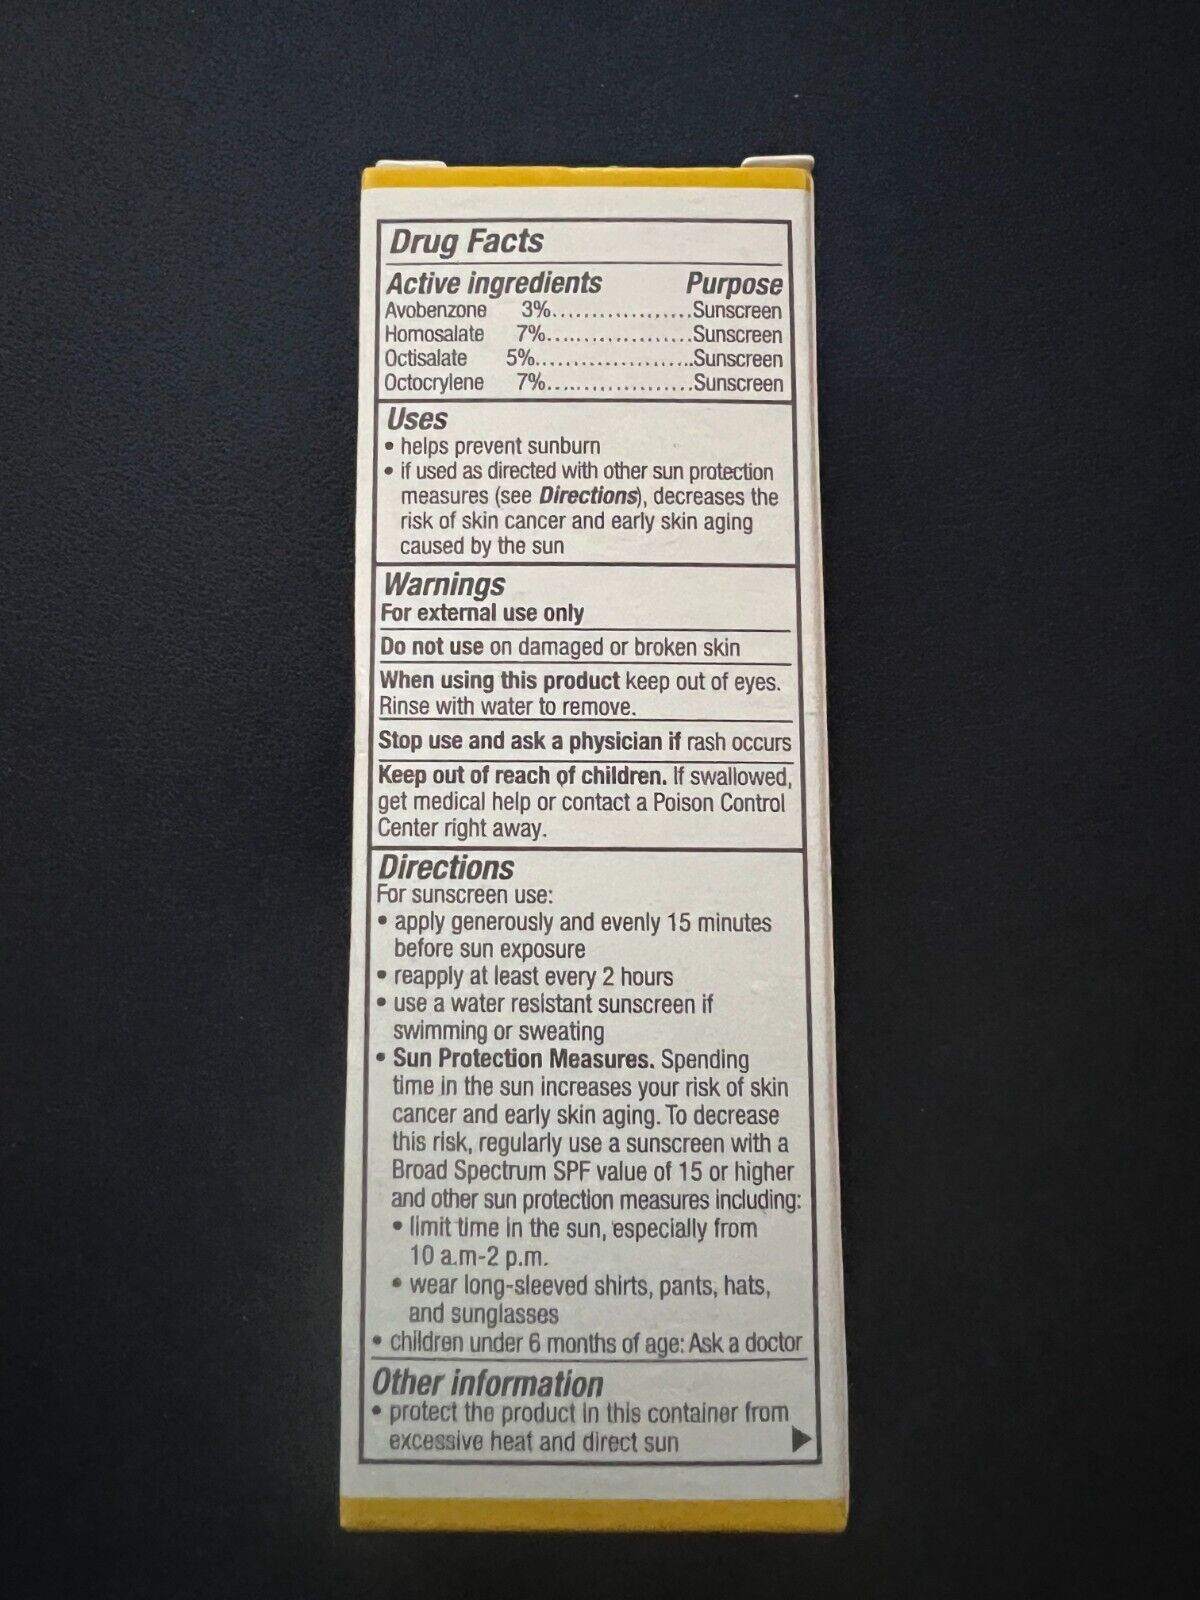 Drug Facts
Active ingredients Purpose
Avobenzone 3%..................Sunscreen
Homosalate 7%...................Sunscreen
Octisalate 5%....................Sunscreen
Octocrylene 7%...................Sunscreen
Uses
• helps prevent sunburn
• if used as directed with other sun protection
measures (see Directions), decreases the
risk of skin cancer and early skin aging
caused by the sun
Warnings
For external use only
Do not use on damaged or broken skin
When using this product keep out of eyes.
Rinse with water to remove.
Stop use and ask a physician if rash occurs
Keep out of reach of children. If swallowed,
get medical help or contact a Poison Control
Center right away.
Directions
For sunscreen use:
• apply generously and evenly 15 minutes
before sun exposure
• reapply at least every 2 hours
• use a water resistant sunscreen if
swimming or sweating
• Sun Protection Measures. Spending
time in the sun increases your risk of skin
cancer and early skin aging. To decrease
this risk, regularly use a sunscreen with a
Broad Spectrum SPF value of 15 or higher
and other sun protection measures including:
• limit time in the sun, especially from
10 a.m-2 p.m.
• wear long-sleeved shirts, pants, hats,
and sunglasses
• children under 6 months of age: Ask a doctor
Other information
• protect the product in this container from
excessive heat and direct sun